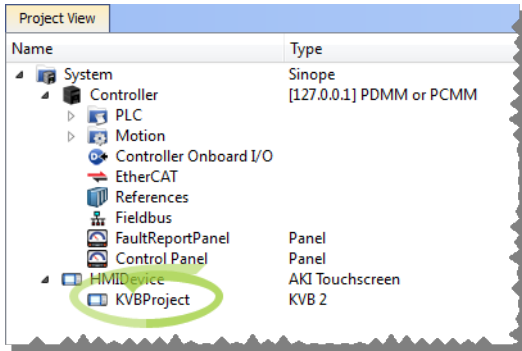 Project View
Name Type
System Sinope
Controller [127.0.0.1] PDMM or PCMM
PLC
Motion
Controller Onboard I/O
EtherCAT
References
Fieldbus
FaultReportPanel Panel
Control Panel Panel
HMIDevice AKI Touchscreen
KVBProject KVB 2